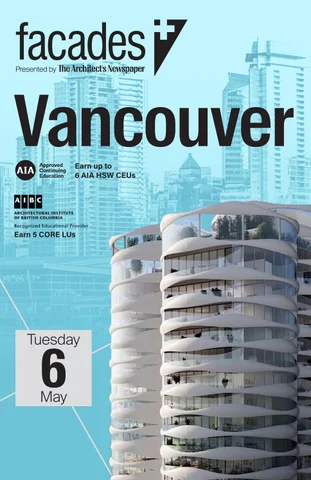 facades+
Presented by The Architect's Newspaper
Vancouver
AIA Approved
Continuing
Education
Earn up to
6 AIA HSW CEUs
AIBC
ARCHITECTURAL INSTITUTE
OF BRITISH COLUMBIA
Recognized Educational Provider
Earn 5 CORE LUs
Tuesday
6
May